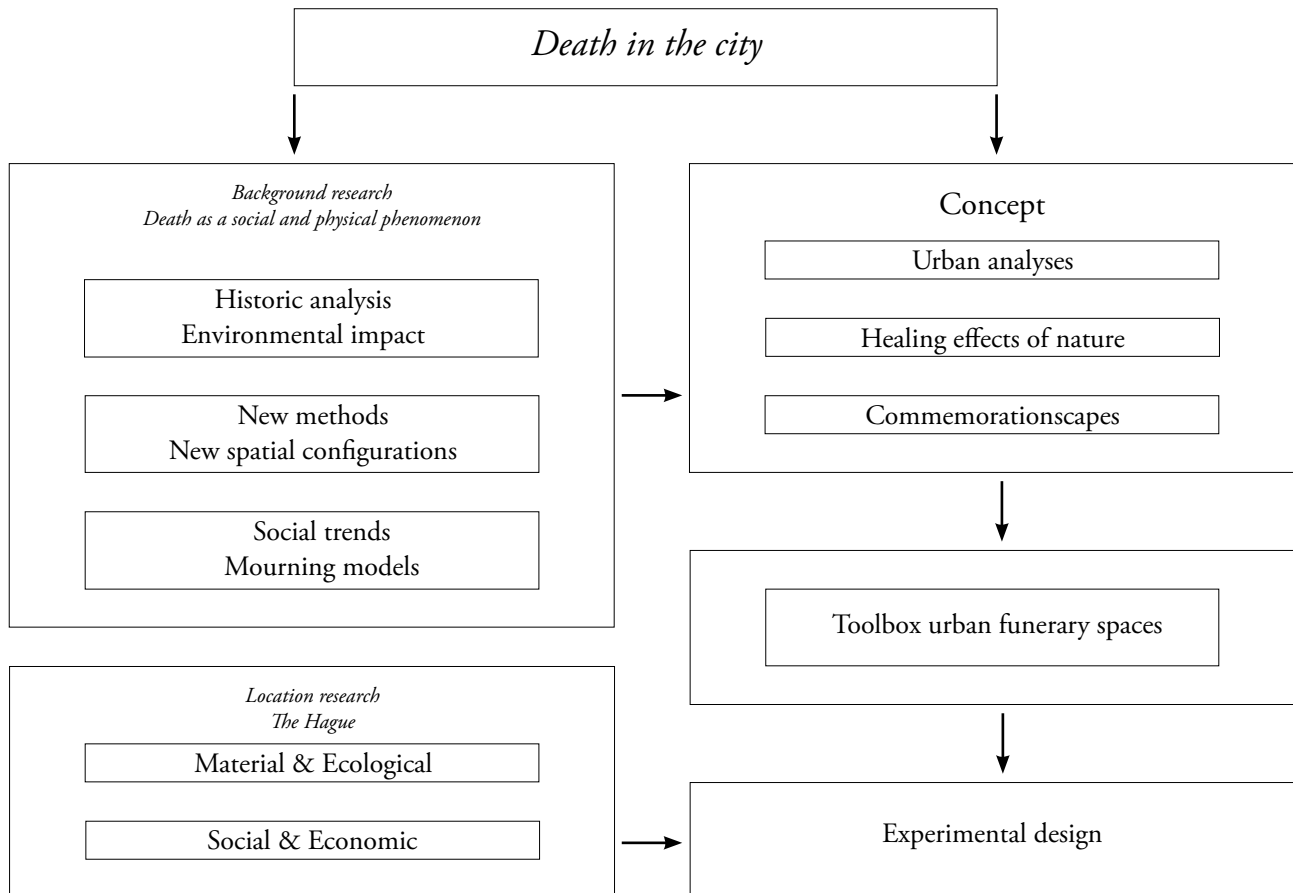 Death in the city
Background research
Death as a social and physical phenomenon
Historic analysis
Environmental impact
New methods
New spatial configurations
Social trends
Mourning models
Location research
The Hague
Material & Ecological
Social & Economic
Concept
Urban analyses
Healing effects of nature
Commemorationscapes
Toolbox urban funerary spaces
Experimental design